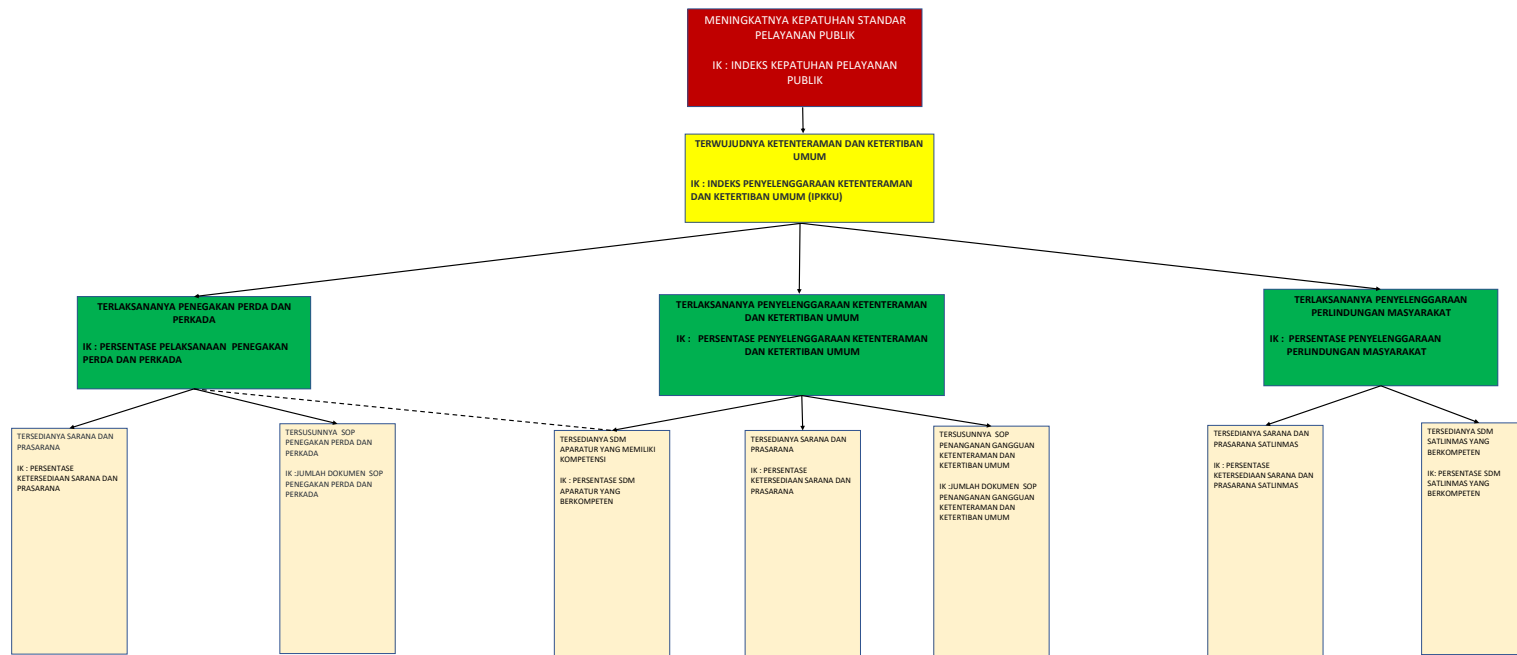 MENINGKATNYA KEPATUHAN STANDAR
PELAYANAN PUBLIK
IK : INDEKS KEPATUHAN PELAYANAN
PUBLIK
TERWUJUDNYA KETENTERAMAN DAN KETERTIBAN
UMUM
IK : INDEKS PENYELENGGARAAN KETENTERAMAN
DAN KETERTIBAN UMUM (IPKKU)
TERLAKSANANYA PENEGAKAN PERDA DAN
PERKADA
IK : PERSENTASE PELAKSANAAN  PENEGAKAN
PERDA DAN PERKADA
TERLAKSANANYA PENYELENGGARAAN KETENTERAMAN
DAN KETERTIBAN UMUM
IK :  PERSENTASE PENYELENGGARAAN KETENTERAMAN
DAN KETERTIBAN UMUM
TERLAKSANANYA PENYELENGGARAAN
PERLINDUNGAN MASYARAKAT
IK :  PERSENTASE PENYELENGGARAAN
PERLINDUNGAN MASYARAKAT
TERSEDIANYA SARANA DAN
PRASARANA
IK : PERSENTASE
KETERSEDIAAN SARANA DAN
PRASARANA
TERSUSUNNYA  SOP
PENEGAKAN PERDA DAN
PERKADA
IK :JUMLAH DOKUMEN  SOP
PENEGAKAN PERDA DAN
PERKADA
TERSEDIANYA SDM
APARATUR YANG MEMILIKI
KOMPETENSI
IK : PERSENTASE SDM
APARATUR YANG
BERKOMPETEN
TERSEDIANYA SARANA DAN
PRASARANA
IK : PERSENTASE
KETERSEDIAAN SARANA DAN
PRASARANA
TERSUSUNNYA  SOP
PENANGANAN GANGGUAN
KETENTERAMAN DAN
KETERTIBAN UMUM
IK :JUMLAH DOKUMEN  SOP
PENANGANAN GANGGUAN
KETENTERAMAN DAN
KETERTIBAN UMUM
TERSEDIANYA SARANA DAN
PRASARANA SATLINMAS
IK : PERSENTASE
KETERSEDIAAN SARANA DAN
PRASARANA SATLINMAS
TERSEDIANYA SDM
SATLINMAS YANG
BERKOMPETEN
IK: PERSENTASE SDM
SATLINMAS YANG
BERKOMPETEN